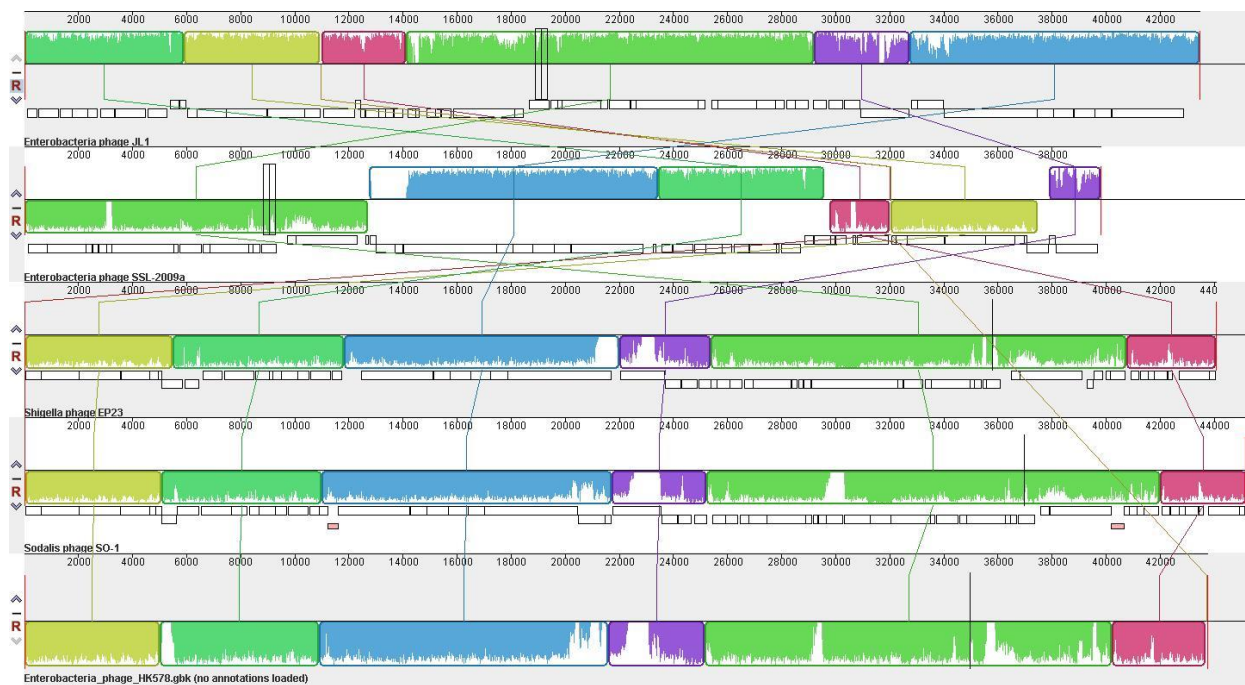 2000 4000 6000 8000 10000 12000 14000 16000 18000 20000 22000 24000 26000 28000 30000 32000 34000 36000 38000 40000 42000
R
Enterobacteria phage JL1
2000 4000 6000 8000 10000 12000 14000 16000 18000 20000 22000 24000 26000 28000 30000 32000 34000 36000 38000
R
Enterobacteria phage SSL-2009a
2000 4000 6000 8000 10000 12000 14000 16000 18000 20000 22000 24000 26000 28000 30000 32000 34000 36000 38000 40000 42000 440
R
Shigella phage EP23
2000 4000 6000 8000 10000 12000 14000 16000 18000 20000 22000 24000 26000 28000 30000 32000 34000 36000 38000 40000 42000 44000
R
Sodalis phage SO-1
2000 4000 6000 8000 10000 12000 14000 16000 18000 20000 22000 24000 26000 28000 30000 32000 34000 36000 38000 40000 42000
R
Enterobacteria_phage_HK578.gbk (no annotations loaded)